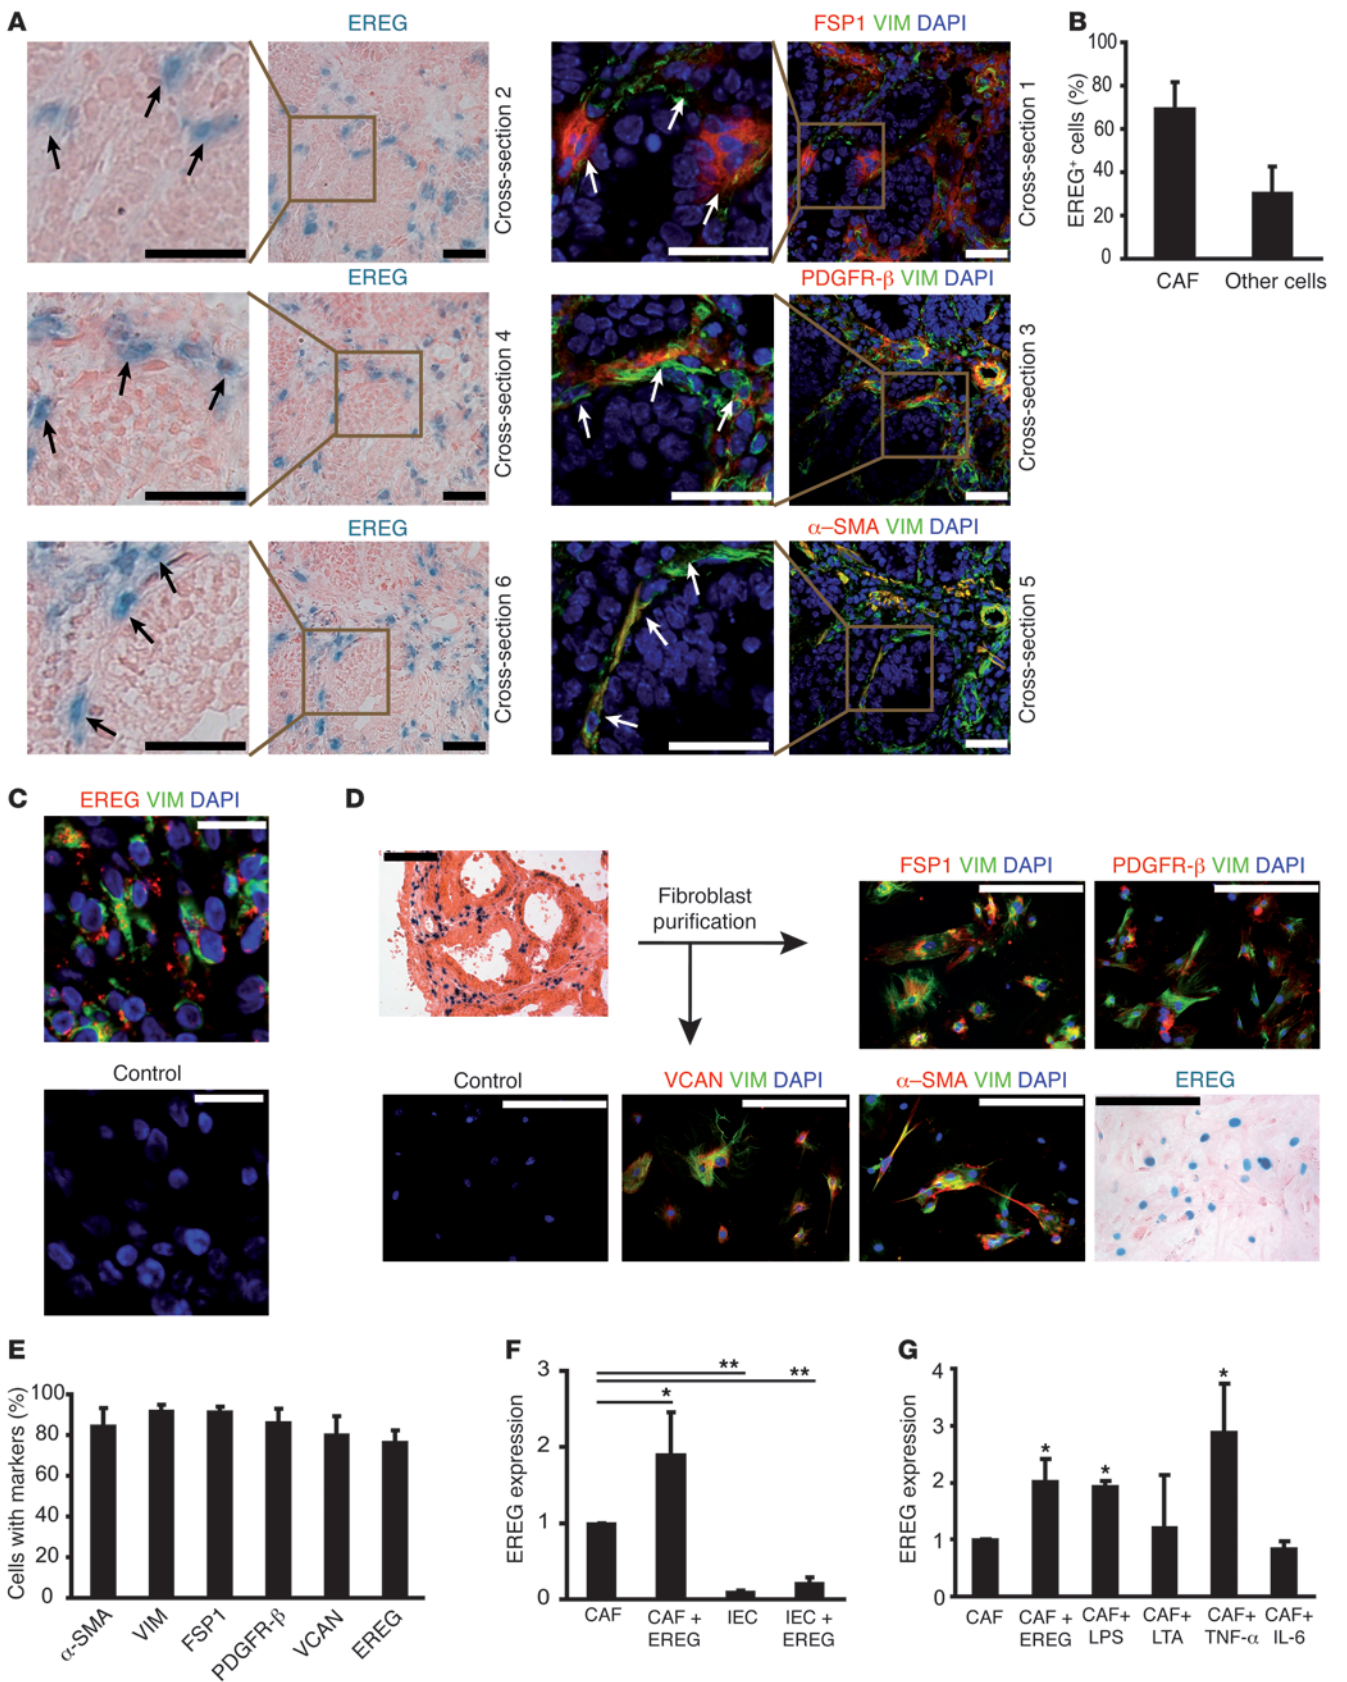 A
EREG
Cross-section 2
FSP1 VIM DAPI
Cross-section 1
EREG
Cross-section 4
PDGFR-β VIM DAPI
Cross-section 3
EREG
Cross-section 6
α–SMA VIM DAPI
Cross-section 5
B
EREG⁺ cells (%)
100
80
60
40
20
0
CAF
Other cells
C
EREG VIM DAPI
Control
D
Fibroblast
purification
FSP1 VIM DAPI
PDGFR-β VIM DAPI
Control
VCAN VIM DAPI
α–SMA VIM DAPI
EREG
E
Cells with markers (%)
100
80
60
40
20
0
α-SMA
VIM
FSP1
PDGFR-β
VCAN
EREG
F
EREG expression
3
2
1
0
**
**
*
CAF
CAF +
EREG
IEC
IEC +
EREG
G
EREG expression
4
3
2
1
0
*
*
*
CAF
CAF +
EREG
CAF+
LPS
CAF+
LTA
CAF+
TNF-α
CAF+
IL-6